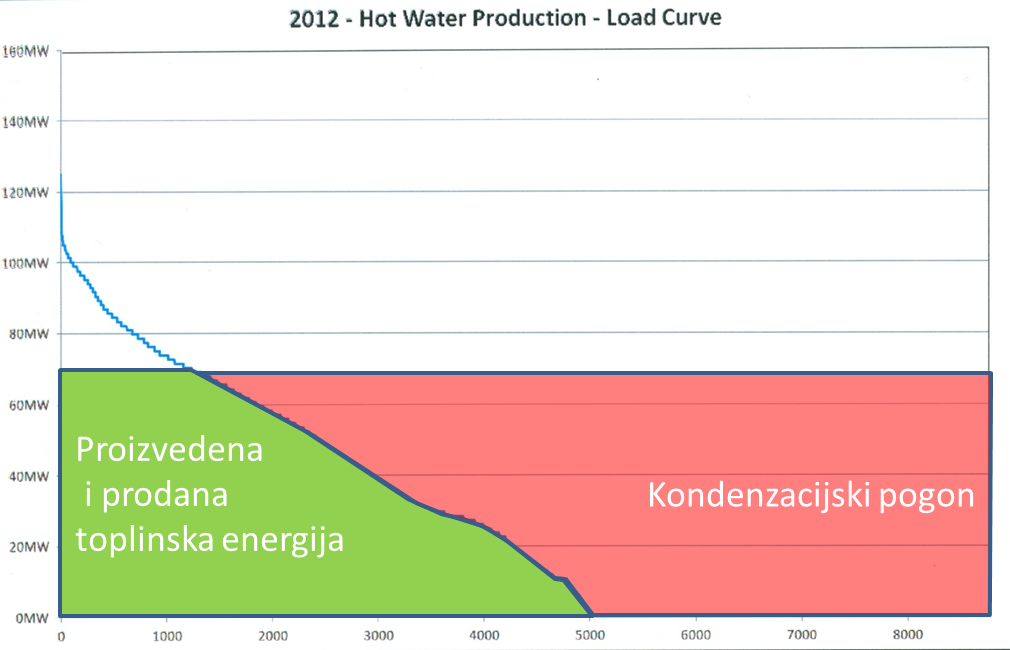 2012 - Hot Water Production - Load Curve
160MW
140MW
120MW
100MW
80MW
60MW
40MW
20MW
0MW
Proizvedena
i prodana
toplinska energija
Kondenzacijski pogon
0 1000 2000 3000 4000 5000 6000 7000 8000